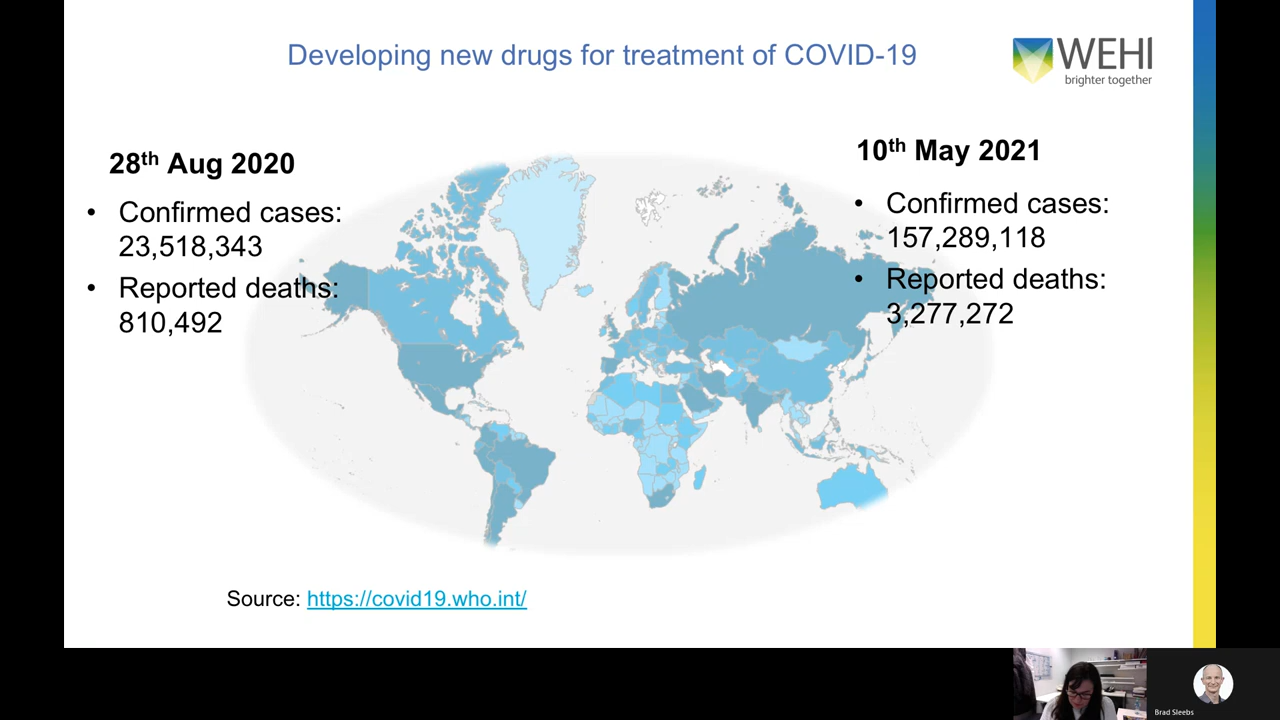 Developing new drugs for treatment of COVID-19
WEHI
brighter together
28th Aug 2020
• Confirmed cases:
23,518,343
• Reported deaths:
810,492
10th May 2021
• Confirmed cases:
157,289,118
• Reported deaths:
3,277,272
Source: https://covid19.who.int/
Brad Sleebs